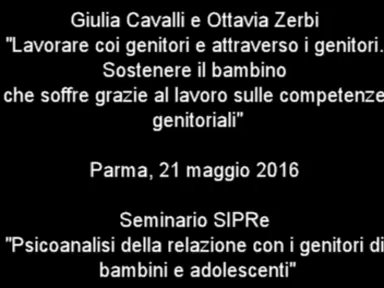 Giulia Cavalli e Ottavia Zerbi
"Lavorare coi genitori e attraverso i genitori.
Sostenere il bambino
che soffre grazie al lavoro sulle competenze
genitoriali"
Parma, 21 maggio 2016
Seminario SIPRe
"Psicoanalisi della relazione con i genitori di
bambini e adolescenti"